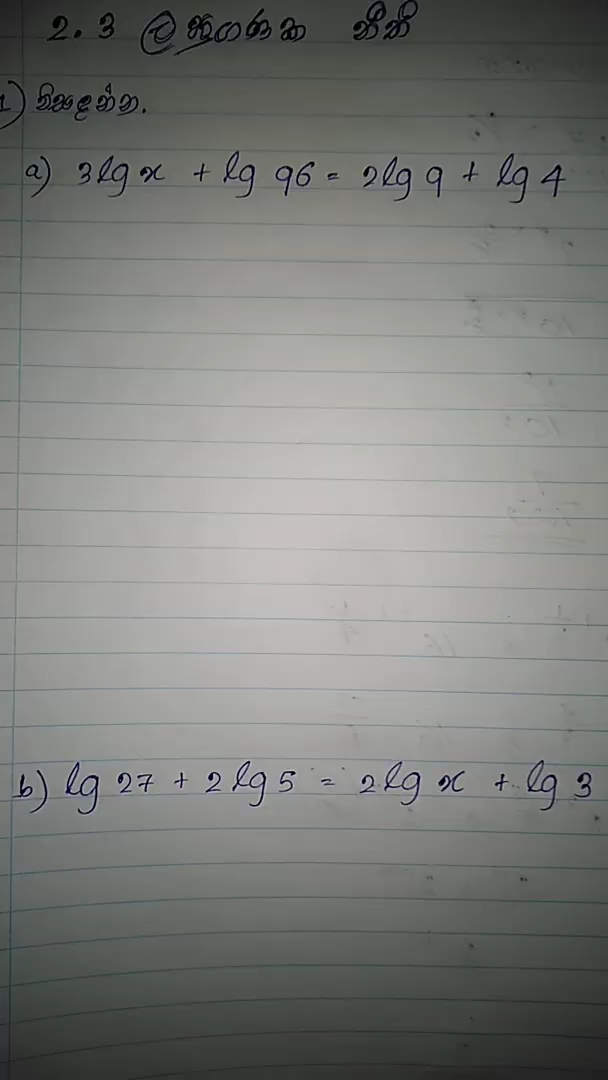 2.3 ලඝුගණක නීති
1) විසඳන්න.
a) 3lg x + lg 96 = 2lg 9 + lg 4
b) lg 27 + 2lg 5 = 2lg x + lg 3